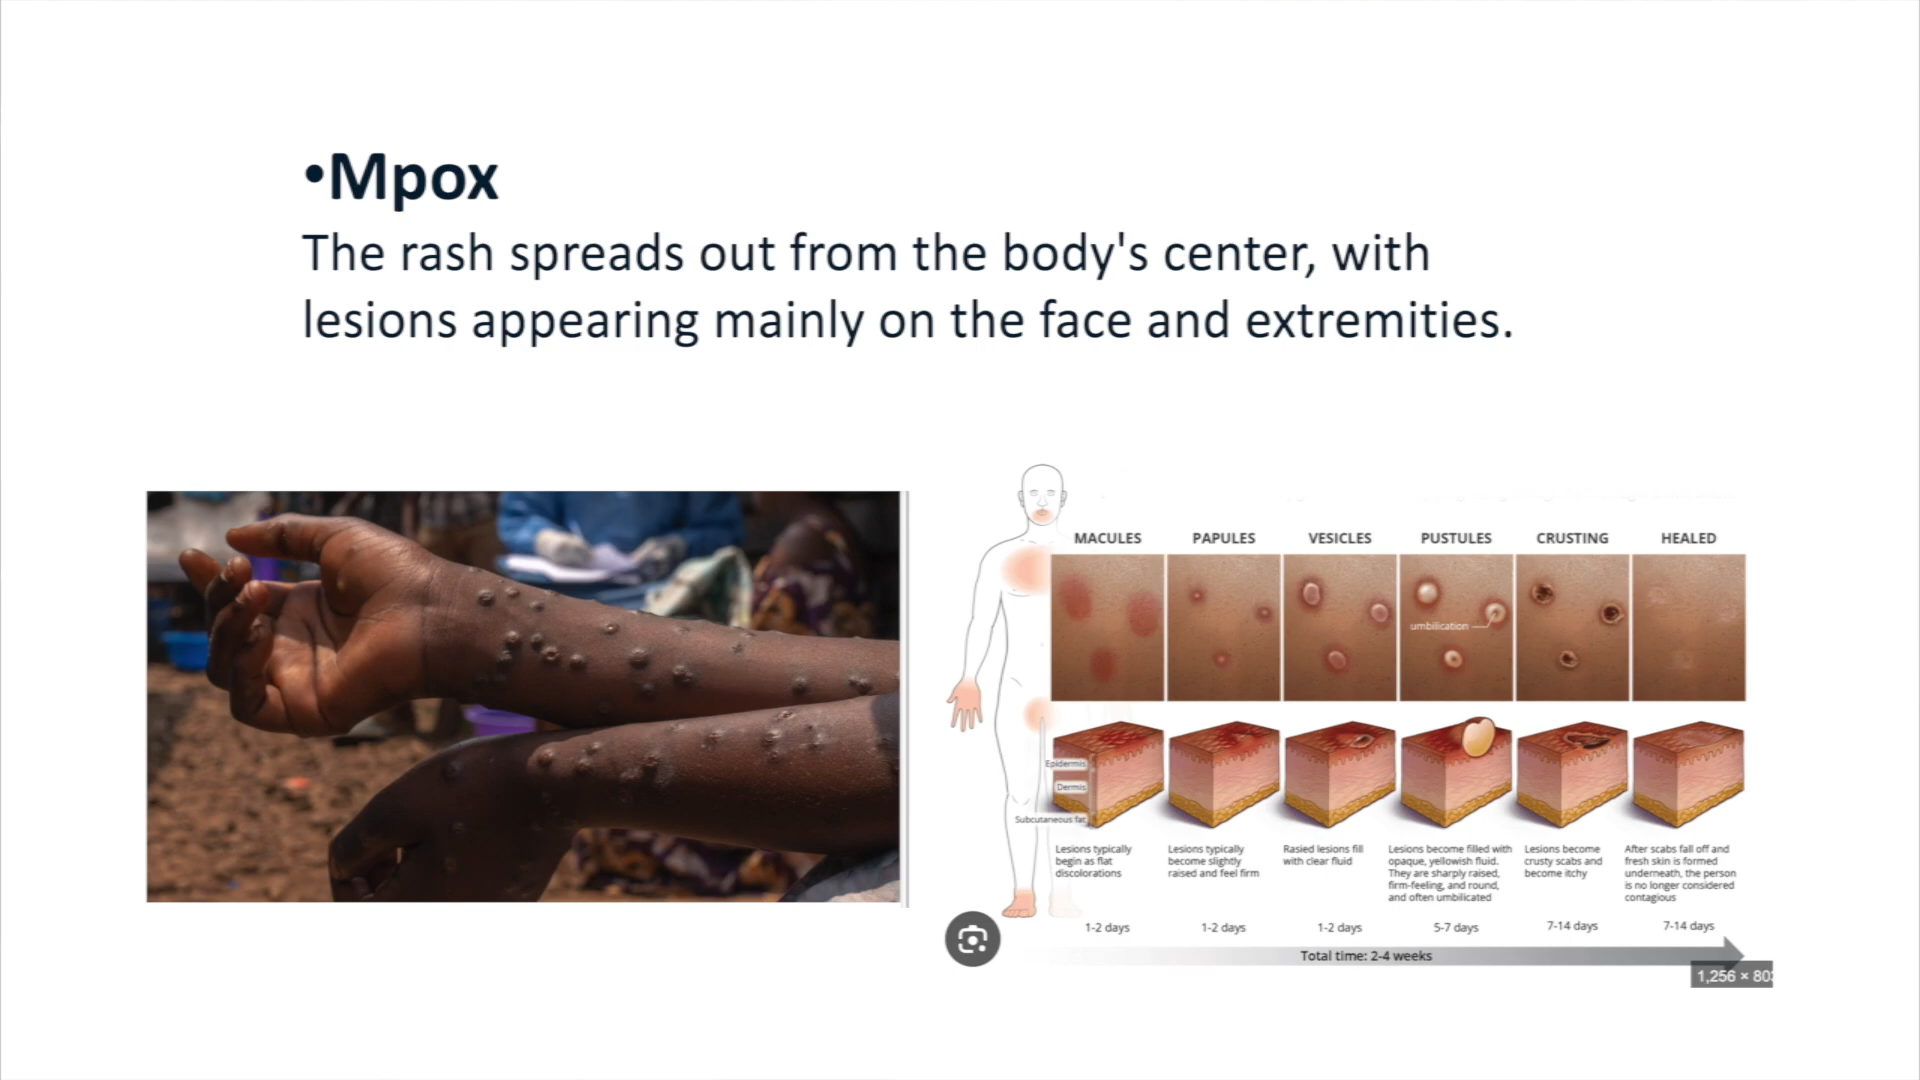 •Mpox
The rash spreads out from the body's center, with
lesions appearing mainly on the face and extremities.
MACULES PAPULES VESICLES PUSTULES CRUSTING HEALED
umbilication
Epidermis
Dermis
Subcutaneous fat
Lesions typically
begin as flat
discolorations
Lesions typically
become slightly
raised and feel firm
Rasied lesions fill
with clear fluid
Lesions become filled with
opaque, yellowish fluid.
They are sharply raised,
firm-feeling, and round,
and often umbilicated
Lesions become
crusty scabs and
become itchy
After scabs fall off and
fresh skin is formed
underneath, the person
is no longer considered
contagious
1-2 days 1-2 days 1-2 days 5-7 days 7-14 days 7-14 days
Total time: 2-4 weeks
1,256 ×